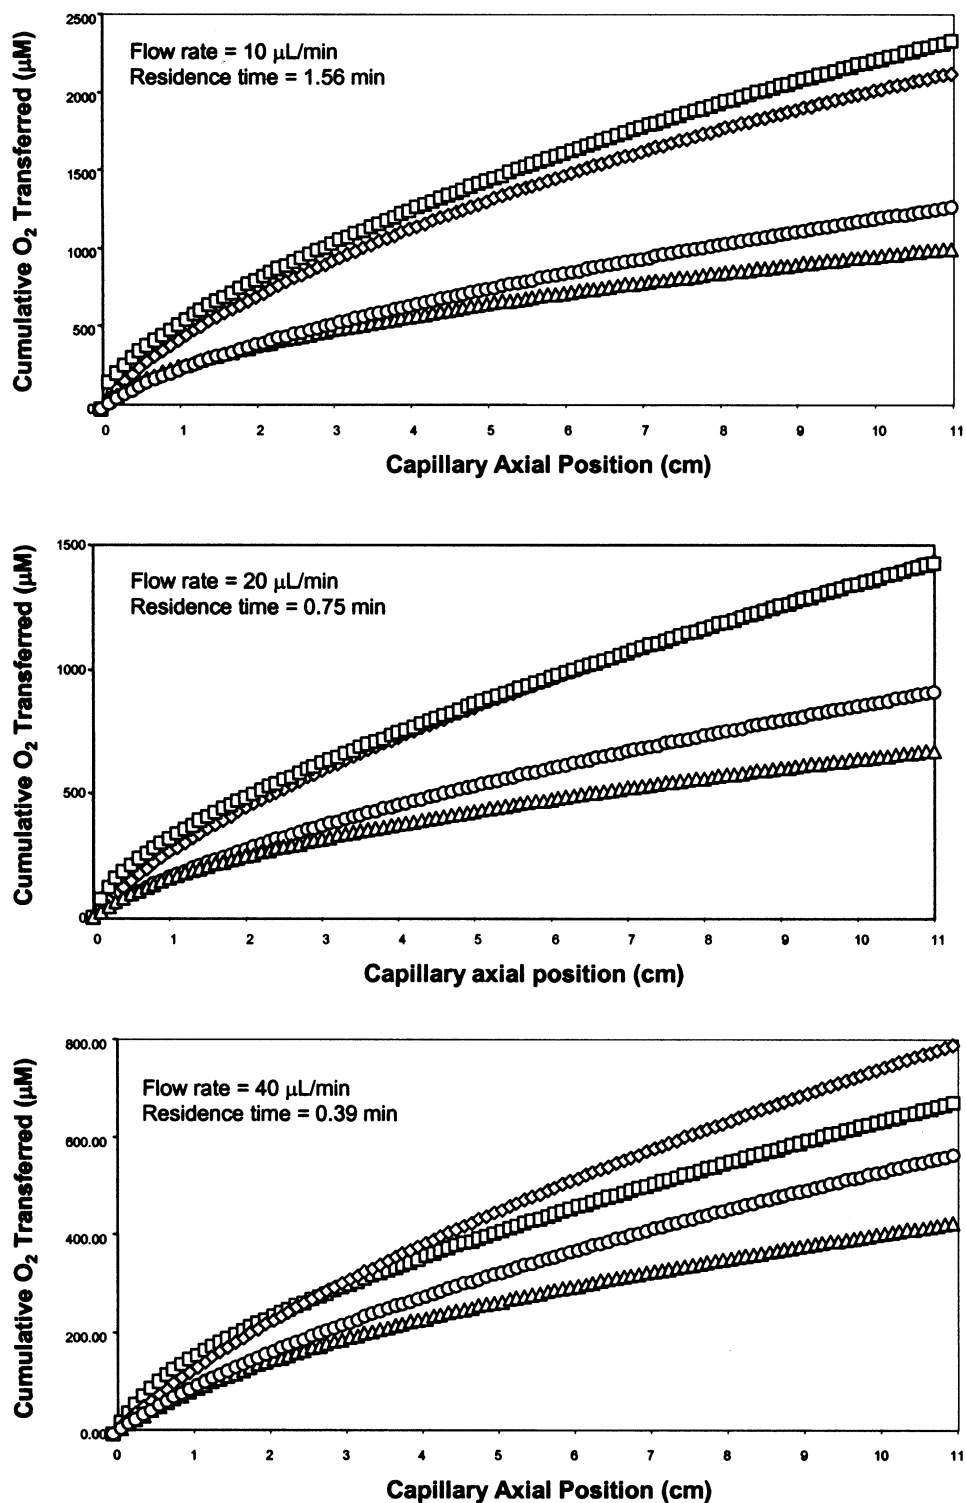 Cumulative O2 Transferred (µM)
2500
2000
1500
1000
500
0
Flow rate = 10 µL/min
Residence time = 1.56 min
0 1 2 3 4 5 6 7 8 9 10 11
Capillary Axial Position (cm)
Cumulative O2 Transferred (µM)
1500
1000
500
0
Flow rate = 20 µL/min
Residence time = 0.75 min
0 1 2 3 4 5 6 7 8 9 10 11
Capillary axial position (cm)
Cumulative O2 Transferred (µM)
800.00
600.00
400.00
200.00
0.00
Flow rate = 40 µL/min
Residence time = 0.39 min
0 1 2 3 4 5 6 7 8 9 10 11
Capillary Axial Position (cm)